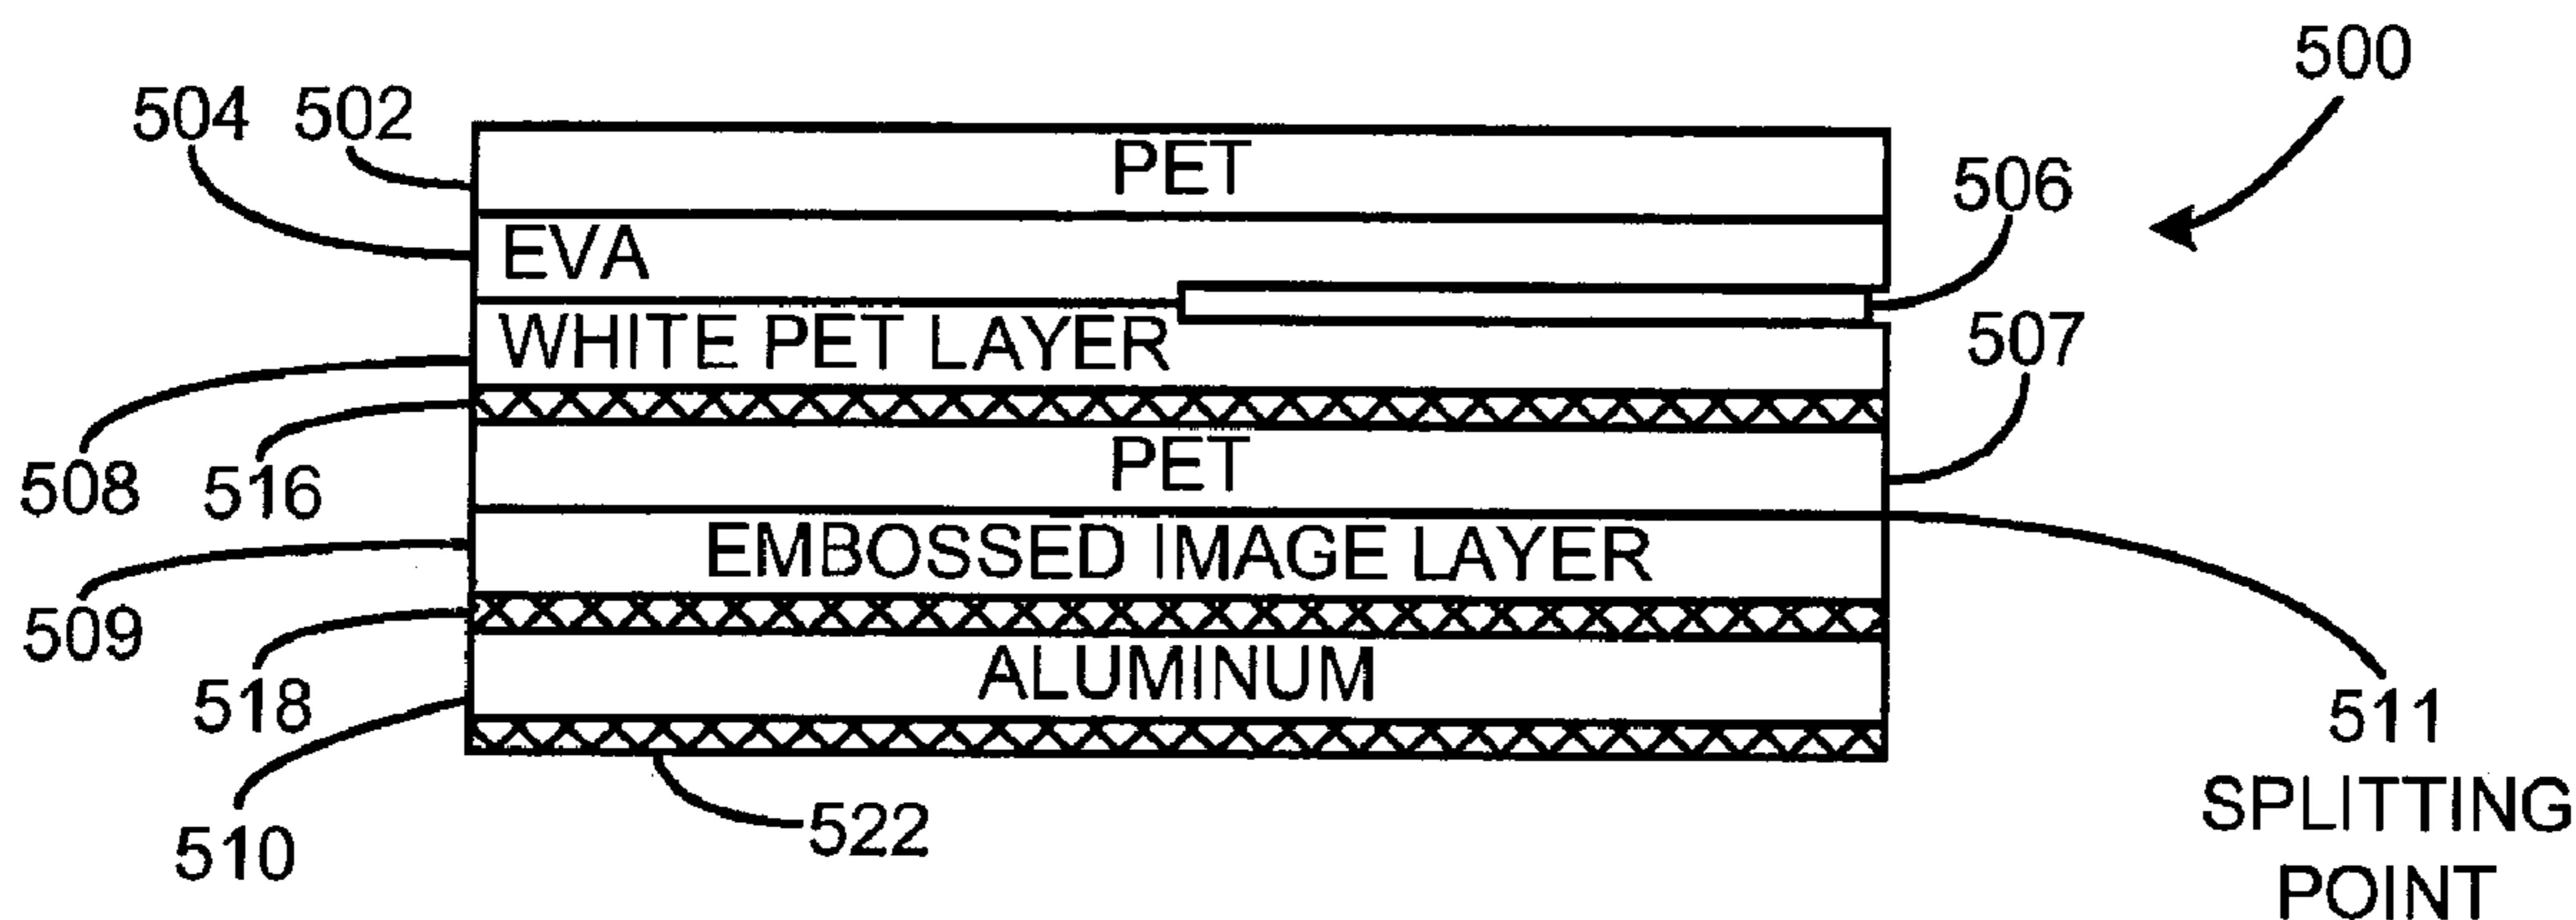 500
504 502
PET
506
EVA
507
WHITE PET LAYER
508
516
PET
EMBOSSED IMAGE LAYER
509
518
ALUMINUM
511
SPLITTING
POINT
510
522